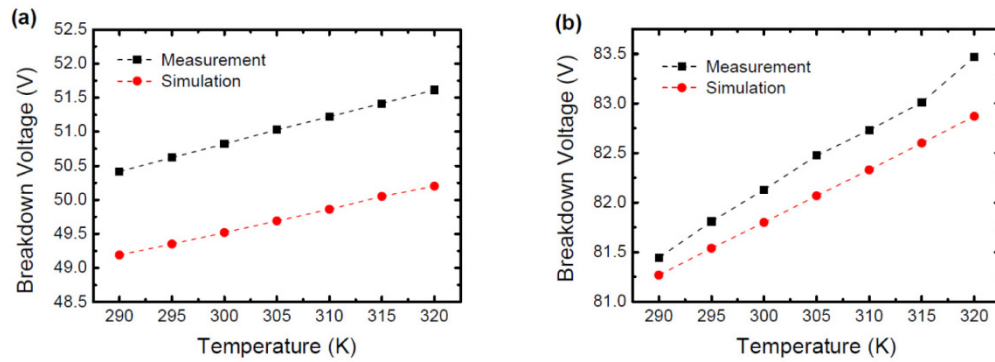 (a)
Breakdown Voltage (V)
52.5
52.0
51.5
51.0
50.5
50.0
49.5
49.0
48.5
Measurement
Simulation
290 295 300 305 310 315 320
Temperature (K)
(b)
Breakdown Voltage (V)
83.5
83.0
82.5
82.0
81.5
81.0
Measurement
Simulation
290 295 300 305 310 315 320
Temperature (K)